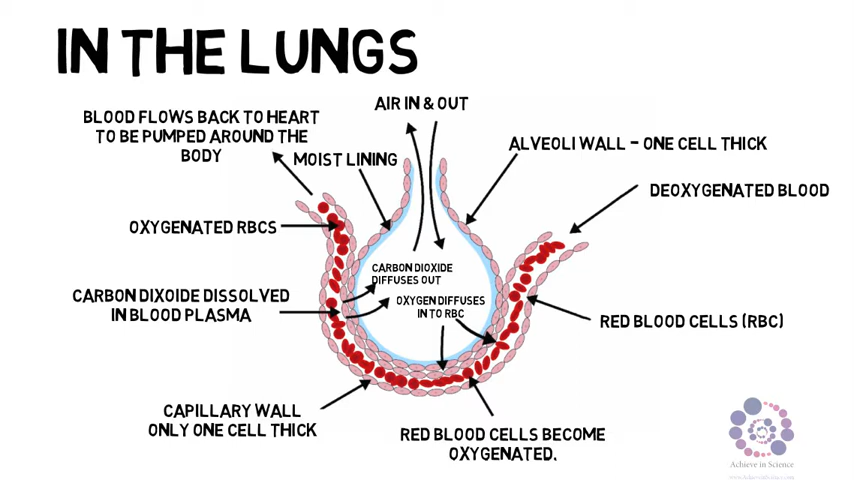 IN THE LUNGS
AIR IN & OUT
BLOOD FLOWS BACK TO HEART
TO BE PUMPED AROUND THE
BODY
MOIST LINING
ALVEOLI WALL - ONE CELL THICK
DEOXYGENATED BLOOD
OXYGENATED RBCS
CARBON DIOXIDE
DIFFUSES OUT
OXYGEN DIFFUSES
IN TO RBC
CARBON DIXOIDE DISSOLVED
IN BLOOD PLASMA
RED BLOOD CELLS (RBC)
CAPILLARY WALL
ONLY ONE CELL THICK
RED BLOOD CELLS BECOME
OXYGENATED.
Achieve in Science